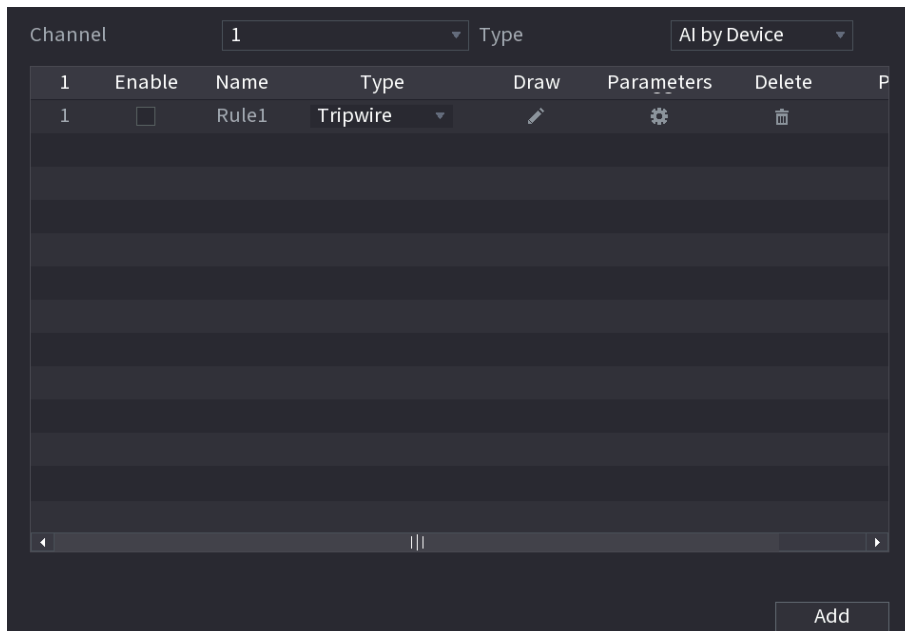 Channel 1 Type AI by Device
1 Enable Name Type Draw Parameters Delete P
1 Rule1 Tripwire
Add